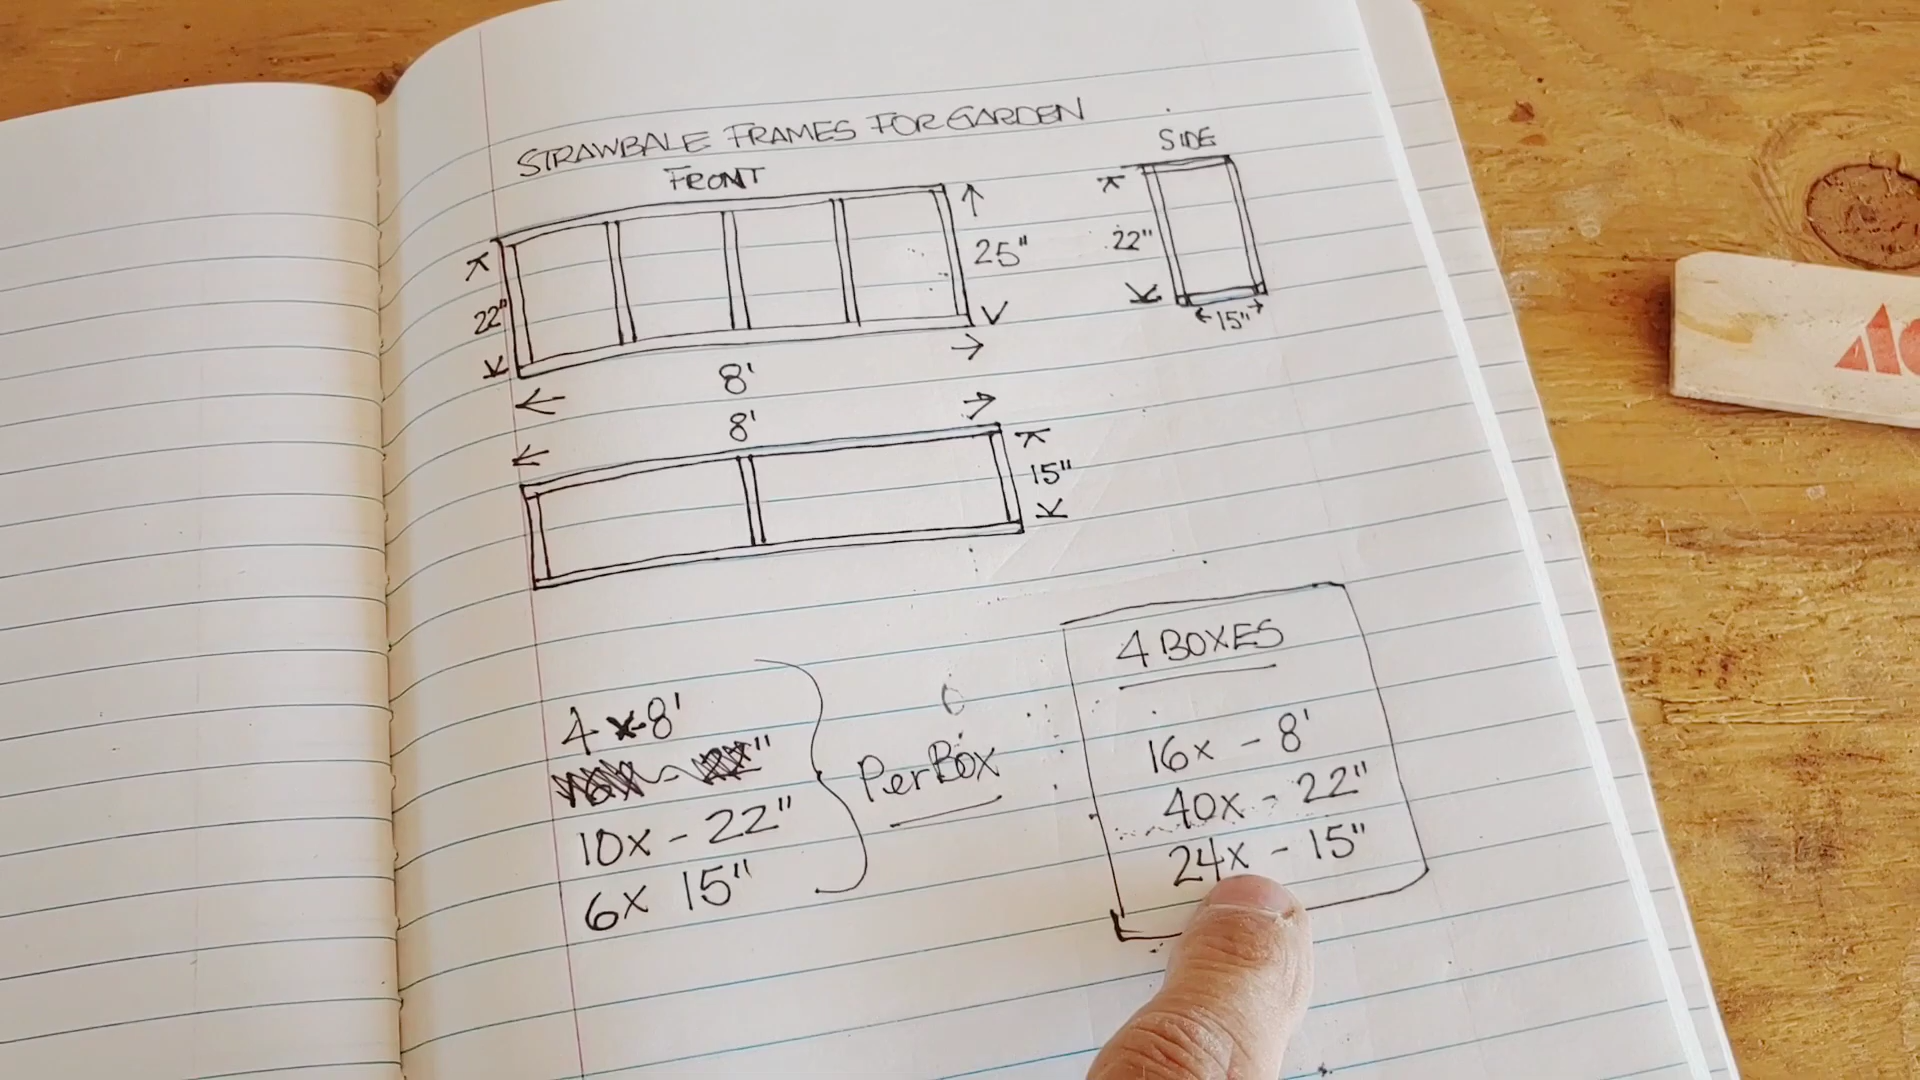 STRAWBALE FRAMES FOR GARDEN
FRONT
SIDE
22"
25"
8'
22"
15"
8'
15"
4 x 8'
10x - 22"
6x 15"
Per Box
4 BOXES
16x - 8'
40x - 22"
24x - 15"